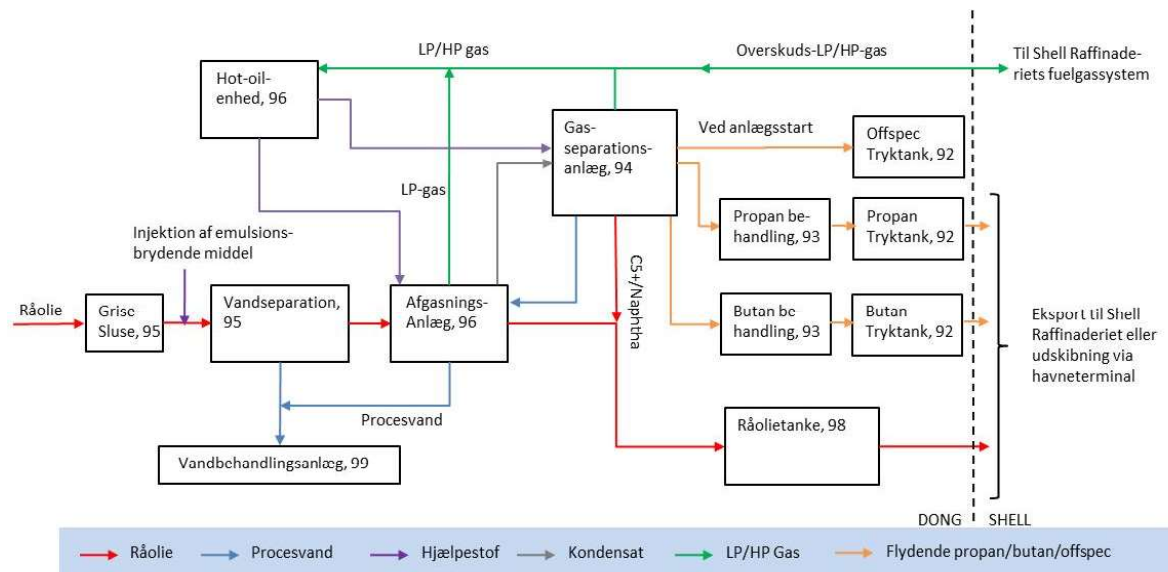 LP/HP gas
Overskuds-LP/HP-gas
Til Shell Raffinade-
riets fuelgassystem
Hot-oil-
enhed, 96
Gas-
separations-
anlæg, 94
Ved anlægsstart
Offspec
Tryktank, 92
LP-gas
Propan be-
handling, 93
Propan
Tryktank, 92
Injektion af emulsions-
brydende middel
C5+/Naphtha
Råolie
Grise
Sluse, 95
Vandseparation,
95
Afgasnings-
Anlæg, 96
Butan be
handling, 93
Butan
Tryktank, 92
Eksport til Shell
Raffinaderiet eller
udskibning via
havneterminal
Procesvand
Råolietanke, 98
Vandbehandlingsanlæg, 99
DONG
SHELL
Råolie
Procesvand
Hjælpestof
Kondensat
LP/HP Gas
Flydende propan/butan/offspec